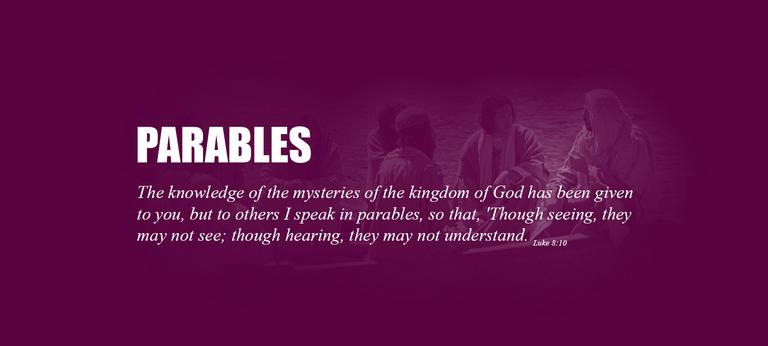 PARABLES
The knowledge of the mysteries of the kingdom of God has been given
to you, but to others I speak in parables, so that, 'Though seeing, they
may not see; though hearing, they may not understand. Luke 8:10